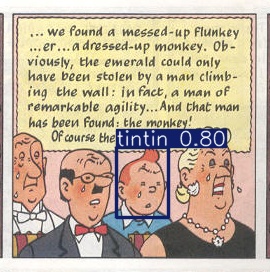 ... we found a messed-up flunkey
...er... a dressed-up monkey. Ob-
viously, the emerald could only
have been stolen by a man climb-
ing the wall: in fact, a man of
remarkable agility... And that man
has been found: the monkey!
Of course the
tintin 0.80